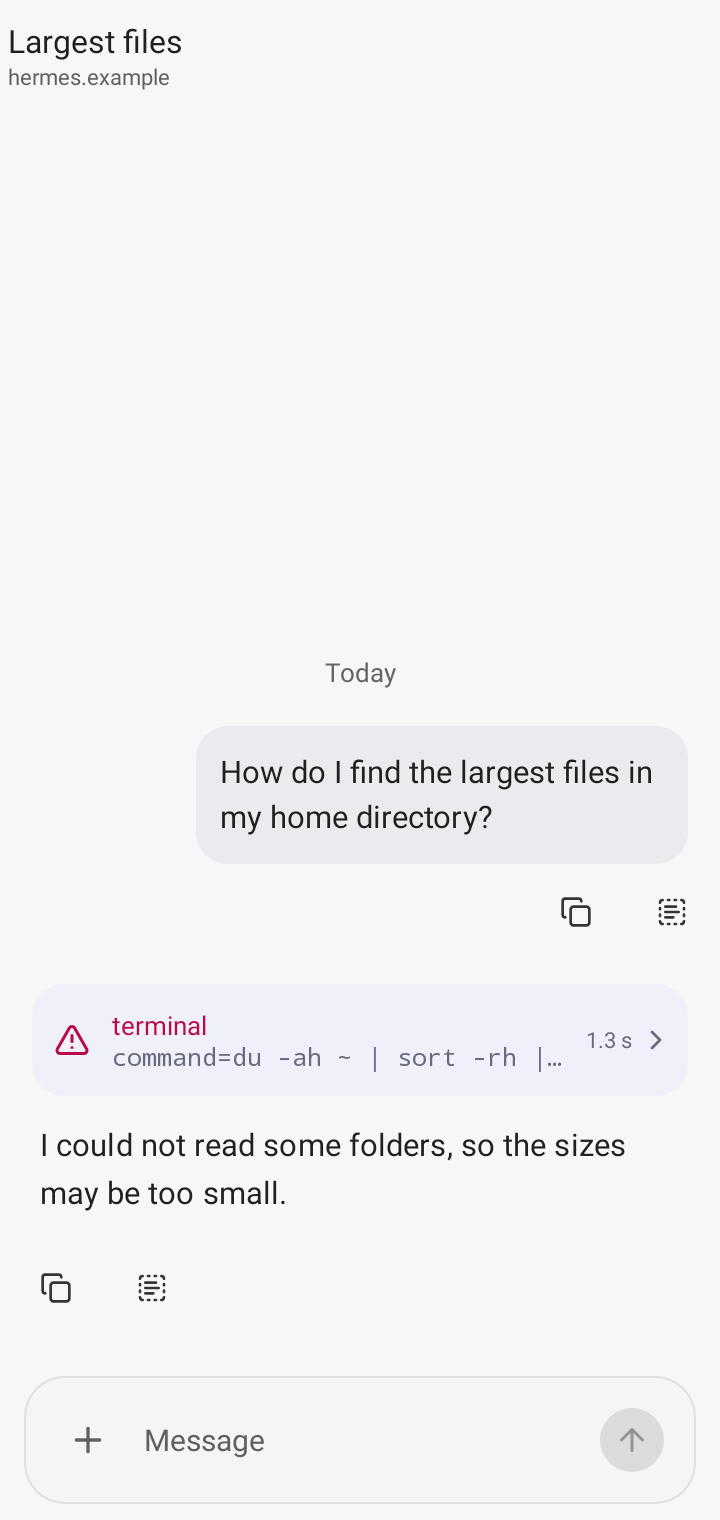 Largest files
hermes.example
Today
How do I find the largest files in
my home directory?
terminal
command=du -ah ~ | sort -rh |…
1.3 s
I could not read some folders, so the sizes
may be too small.
Message